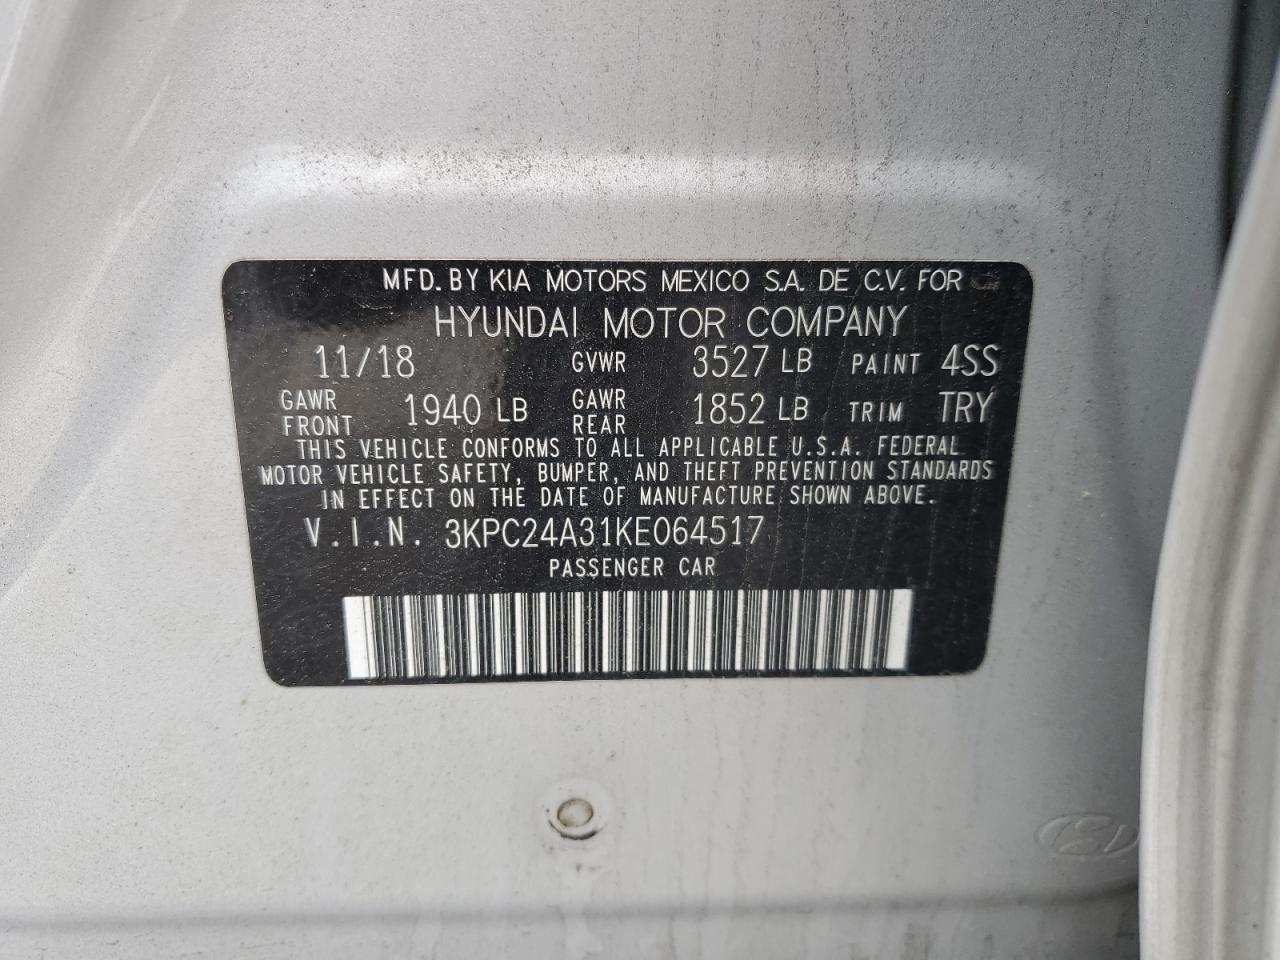 MFD. BY KIA MOTORS MEXICO S.A. DE C.V. FOR
HYUNDAI MOTOR COMPANY
11/18 GVWR 3527 LB PAINT 4SS
GAWR FRONT 1940 LB GAWR REAR 1852 LB TRIM TRY
THIS VEHICLE CONFORMS TO ALL APPLICABLE U.S.A. FEDERAL
MOTOR VEHICLE SAFETY, BUMPER, AND THEFT PREVENTION STANDARDS
IN EFFECT ON THE DATE OF MANUFACTURE SHOWN ABOVE.
V.I.N. 3KPC24A31KE064517
PASSENGER CAR